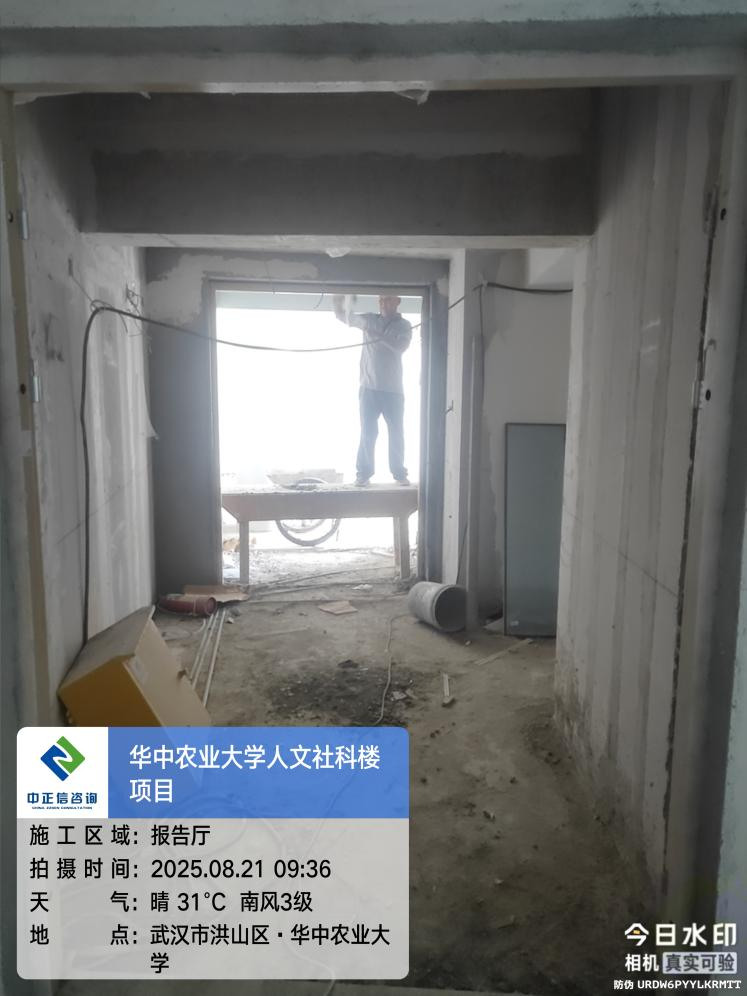 华中农业大学人文社科楼
项目
中正信咨询
施工区域：报告厅
拍摄时间：2025.08.21 09:36
天气：晴 31℃ 南风3级
地点：武汉市洪山区·华中农业大
学
今日水印
相机 真实可验
防伪 URDW6PYYLKRMTT